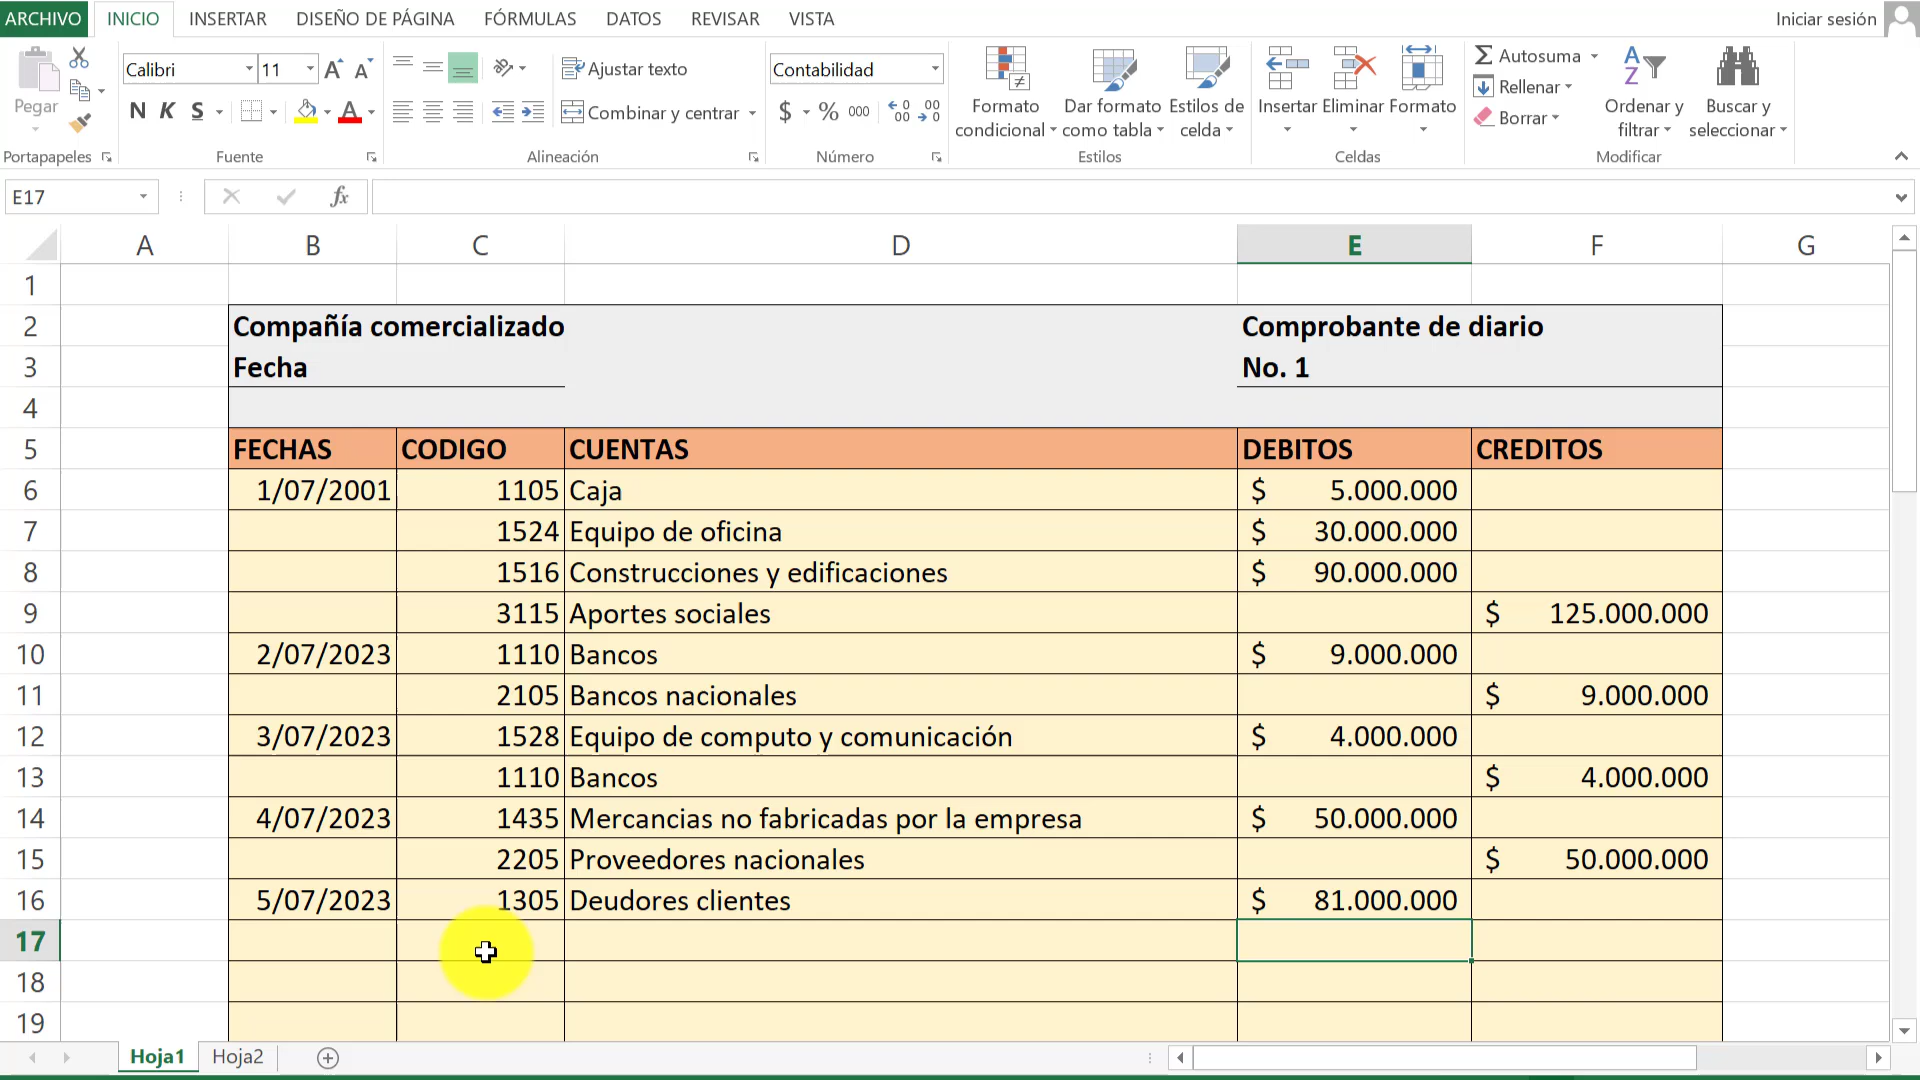 ARCHIVO INICIO INSERTAR DISEÑO DE PÁGINA FÓRMULAS DATOS REVISAR VISTA Iniciar sesión
Pegar
Portapapeles
Calibri 11
N K S A
Fuente
Ajustar texto
Combinar y centrar
Alineación
Contabilidad
$ % 000
Número
Formato condicional
Dar formato como tabla
Estilos de celda
Estilos
Insertar Eliminar Formato
Celdas
Autosuma
Rellenar
Borrar
Ordenar y filtrar
Buscar y seleccionar
Modificar
E17 fx
A B C D E F G
1
2 Compañía comercializado Comprobante de diario
3 Fecha No. 1
4
5 FECHAS CODIGO CUENTAS DEBITOS CREDITOS
6 1/07/2001 1105 Caja $ 5.000.000
7 1524 Equipo de oficina $ 30.000.000
8 1516 Construcciones y edificaciones $ 90.000.000
9 3115 Aportes sociales $ 125.000.000
10 2/07/2023 1110 Bancos $ 9.000.000
11 2105 Bancos nacionales $ 9.000.000
12 3/07/2023 1528 Equipo de computo y comunicación $ 4.000.000
13 1110 Bancos $ 4.000.000
14 4/07/2023 1435 Mercancias no fabricadas por la empresa $ 50.000.000
15 2205 Proveedores nacionales $ 50.000.000
16 5/07/2023 1305 Deudores clientes $ 81.000.000
17
18
19
Hoja1 Hoja2